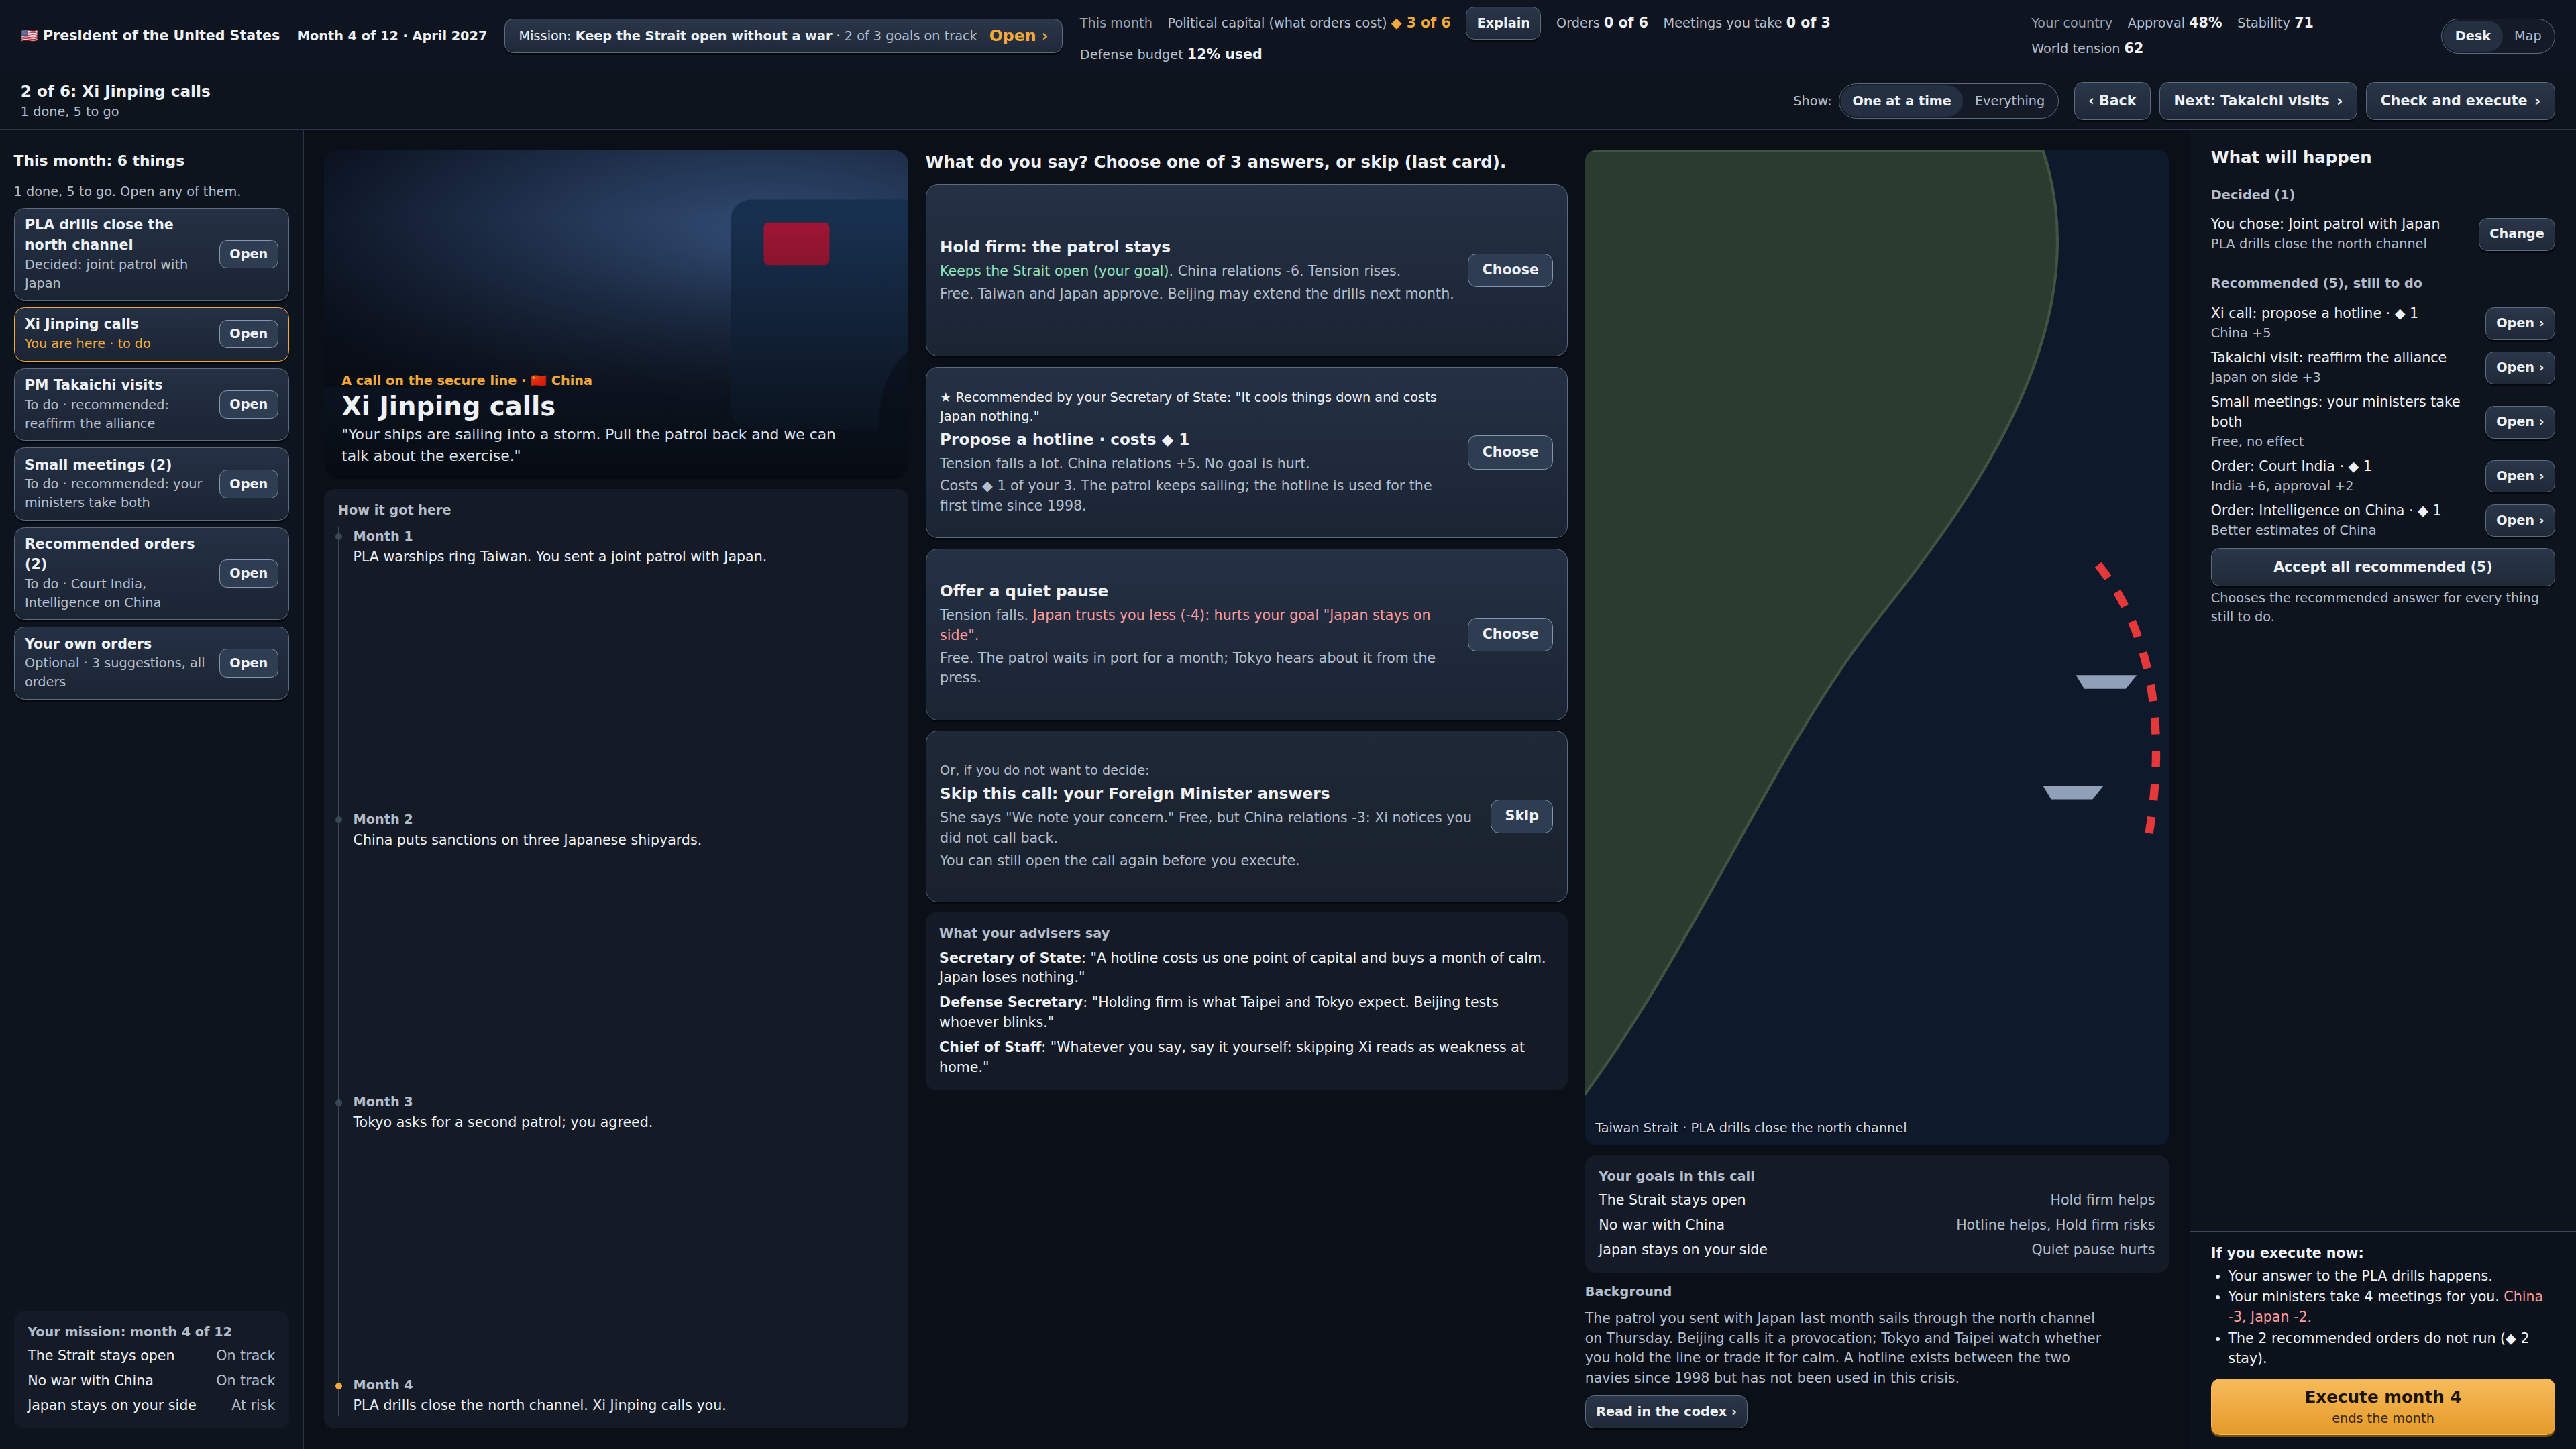 🇺🇸 President of the United States
Month 4 of 12 · April 2027
Mission: Keep the Strait open without a war · 2 of 3 goals on track Open ›
This month Political capital (what orders cost) ◆ 3 of 6 Explain Orders 0 of 6 Meetings you take 0 of 3
Defense budget 12% used
Your country Approval 48% Stability 71
World tension 62
Desk Map
2 of 6: Xi Jinping calls
1 done, 5 to go
Show: One at a time Everything
‹ Back
Next: Takaichi visits ›
Check and execute ›
This month: 6 things
1 done, 5 to go. Open any of them.
PLA drills close the
north channel
Decided: joint patrol with
Japan
Open
Xi Jinping calls
You are here · to do
Open
PM Takaichi visits
To do · recommended:
reaffirm the alliance
Open
Small meetings (2)
To do · recommended: your
ministers take both
Open
Recommended orders
(2)
To do · Court India,
Intelligence on China
Open
Your own orders
Optional · 3 suggestions, all
orders
Open
Your mission: month 4 of 12
The Strait stays open On track
No war with China On track
Japan stays on your side At risk
A call on the secure line · 🇨🇳 China
Xi Jinping calls
"Your ships are sailing into a storm. Pull the patrol back and we can
talk about the exercise."
How it got here
Month 1
PLA warships ring Taiwan. You sent a joint patrol with Japan.
Month 2
China puts sanctions on three Japanese shipyards.
Month 3
Tokyo asks for a second patrol; you agreed.
Month 4
PLA drills close the north channel. Xi Jinping calls you.
What do you say? Choose one of 3 answers, or skip (last card).
Hold firm: the patrol stays
Keeps the Strait open (your goal). China relations -6. Tension rises.
Free. Taiwan and Japan approve. Beijing may extend the drills next month.
Choose
★ Recommended by your Secretary of State: "It cools things down and costs
Japan nothing."
Propose a hotline · costs ◆ 1
Tension falls a lot. China relations +5. No goal is hurt.
Costs ◆ 1 of your 3. The patrol keeps sailing; the hotline is used for the
first time since 1998.
Choose
Offer a quiet pause
Tension falls. Japan trusts you less (-4): hurts your goal "Japan stays on
side".
Free. The patrol waits in port for a month; Tokyo hears about it from the
press.
Choose
Or, if you do not want to decide:
Skip this call: your Foreign Minister answers
She says "We note your concern." Free, but China relations -3: Xi notices you
did not call back.
You can still open the call again before you execute.
Skip
What your advisers say
Secretary of State: "A hotline costs us one point of capital and buys a month of calm.
Japan loses nothing."
Defense Secretary: "Holding firm is what Taipei and Tokyo expect. Beijing tests
whoever blinks."
Chief of Staff: "Whatever you say, say it yourself: skipping Xi reads as weakness at
home."
Taiwan Strait · PLA drills close the north channel
Your goals in this call
The Strait stays open Hold firm helps
No war with China Hotline helps, Hold firm risks
Japan stays on your side Quiet pause hurts
Background
The patrol you sent with Japan last month sails through the north channel
on Thursday. Beijing calls it a provocation; Tokyo and Taipei watch whether
you hold the line or trade it for calm. A hotline exists between the two
navies since 1998 but has not been used in this crisis.
Read in the codex ›
What will happen
Decided (1)
You chose: Joint patrol with Japan
PLA drills close the north channel
Change
Recommended (5), still to do
Xi call: propose a hotline · ◆ 1
China +5
Open ›
Takaichi visit: reaffirm the alliance
Japan on side +3
Open ›
Small meetings: your ministers take
both
Free, no effect
Open ›
Order: Court India · ◆ 1
India +6, approval +2
Open ›
Order: Intelligence on China · ◆ 1
Better estimates of China
Open ›
Accept all recommended (5)
Chooses the recommended answer for every thing
still to do.
If you execute now:
• Your answer to the PLA drills happens.
• Your ministers take 4 meetings for you. China
-3, Japan -2.
• The 2 recommended orders do not run (◆ 2
stay).
Execute month 4
ends the month